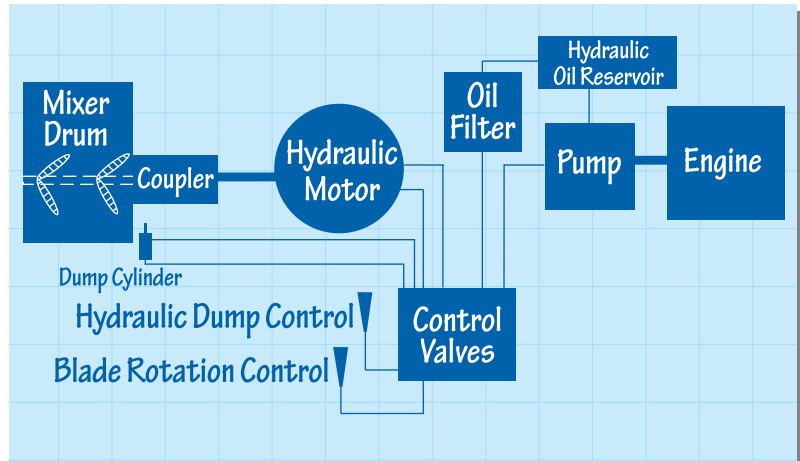 Hydraulic
Oil Reservoir
Oil
Filter
Mixer
Drum
Hydraulic
Motor
Coupler
Pump
Engine
Dump Cylinder
Hydraulic Dump Control
Control
Valves
Blade Rotation Control